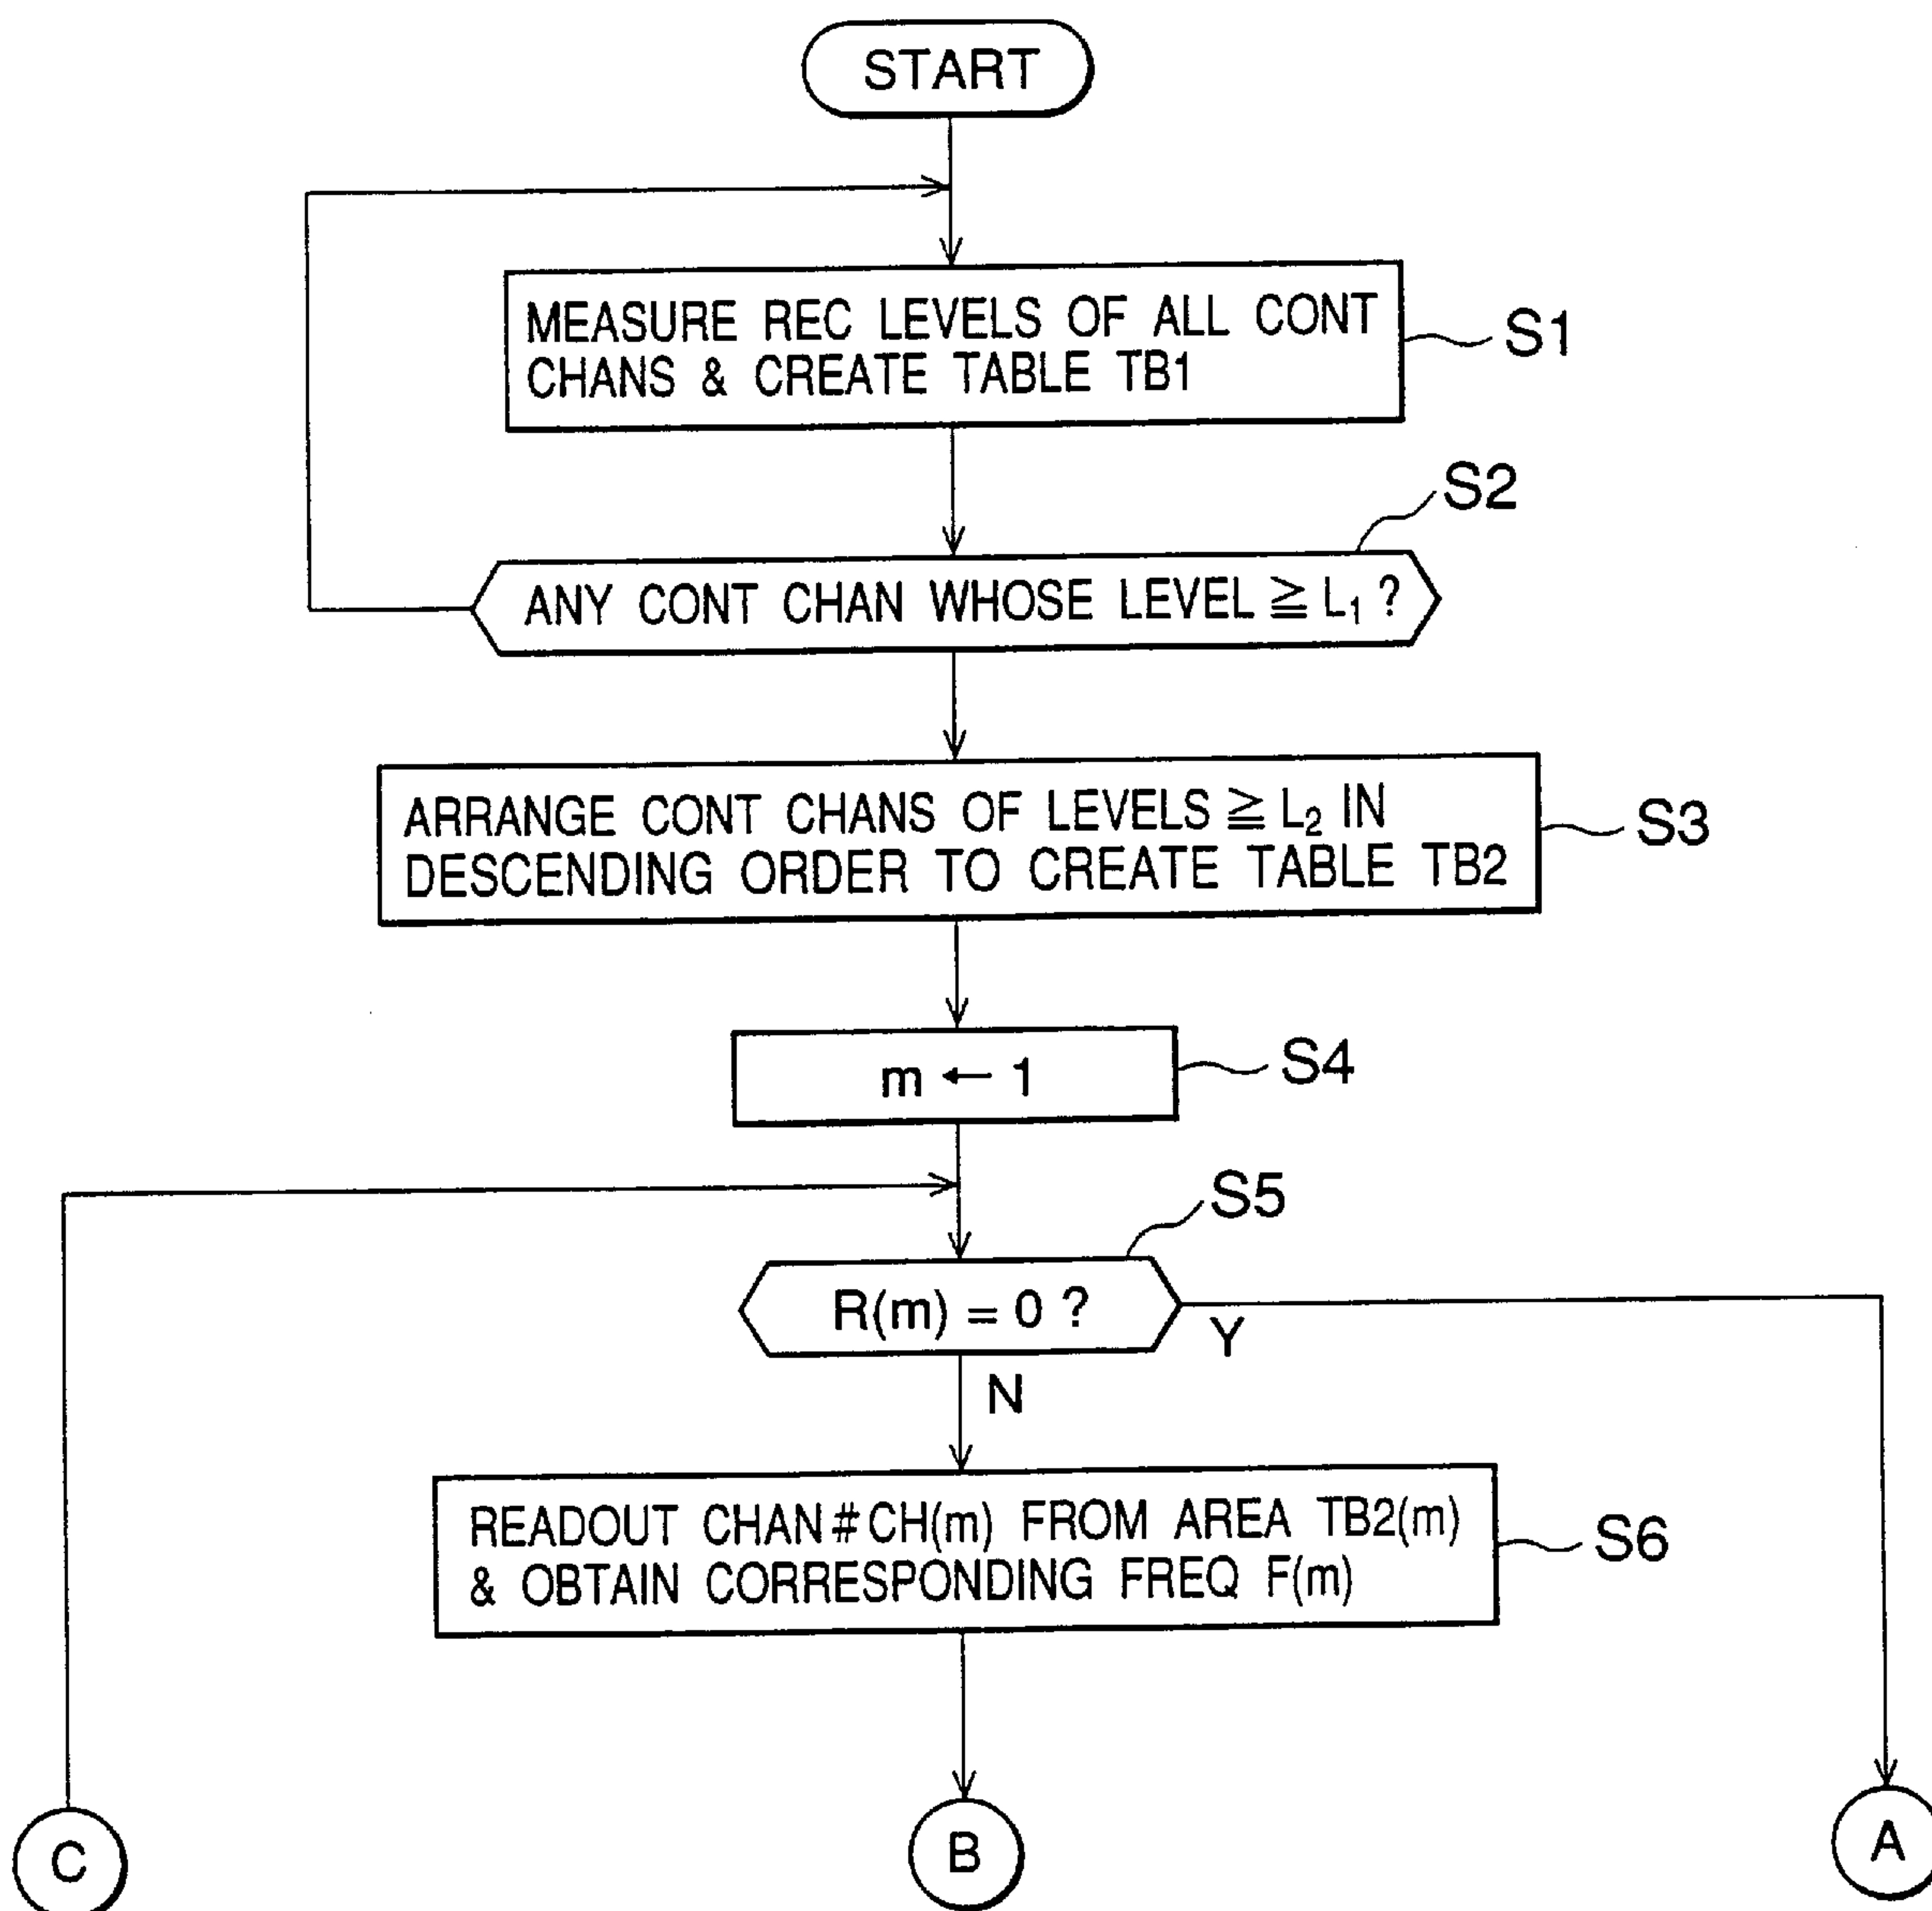 START
MEASURE REC LEVELS OF ALL CONT
CHANS & CREATE TABLE TB1
S1
S2
ANY CONT CHAN WHOSE LEVEL ≧ L₁ ?
ARRANGE CONT CHANS OF LEVELS ≧ L₂ IN
DESCENDING ORDER TO CREATE TABLE TB2
S3
m ← 1
S4
S5
R(m) = 0 ?
Y
N
READOUT CHAN # CH(m) FROM AREA TB2(m)
& OBTAIN CORRESPONDING FREQ F(m)
S6
C
B
A